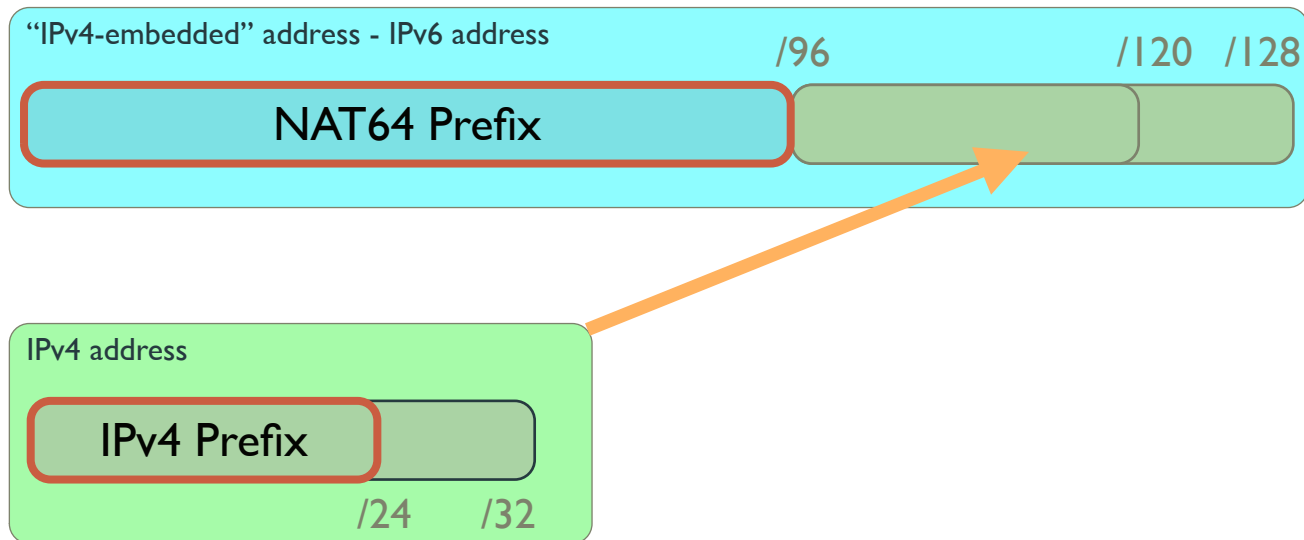 “IPv4-embedded” address - IPv6 address
/96 /120 /128
NAT64 Prefix
IPv4 address
IPv4 Prefix
/24 /32